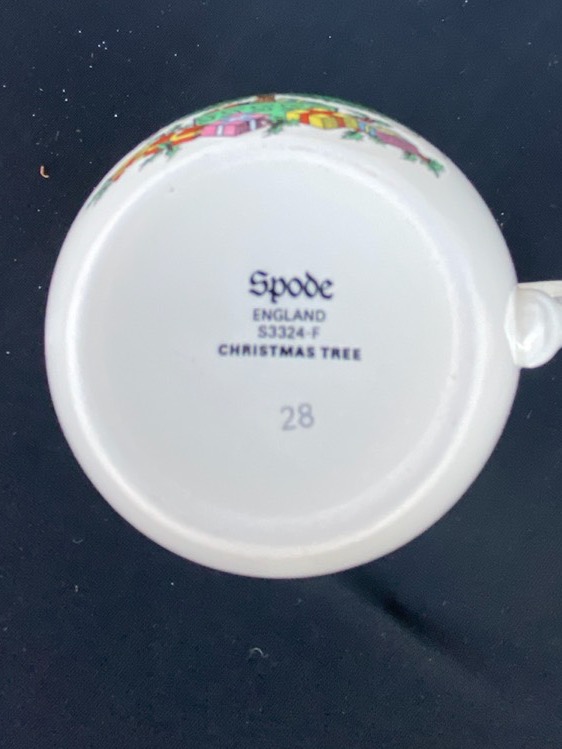 Spode
ENGLAND
S3324-F
CHRISTMAS TREE
28